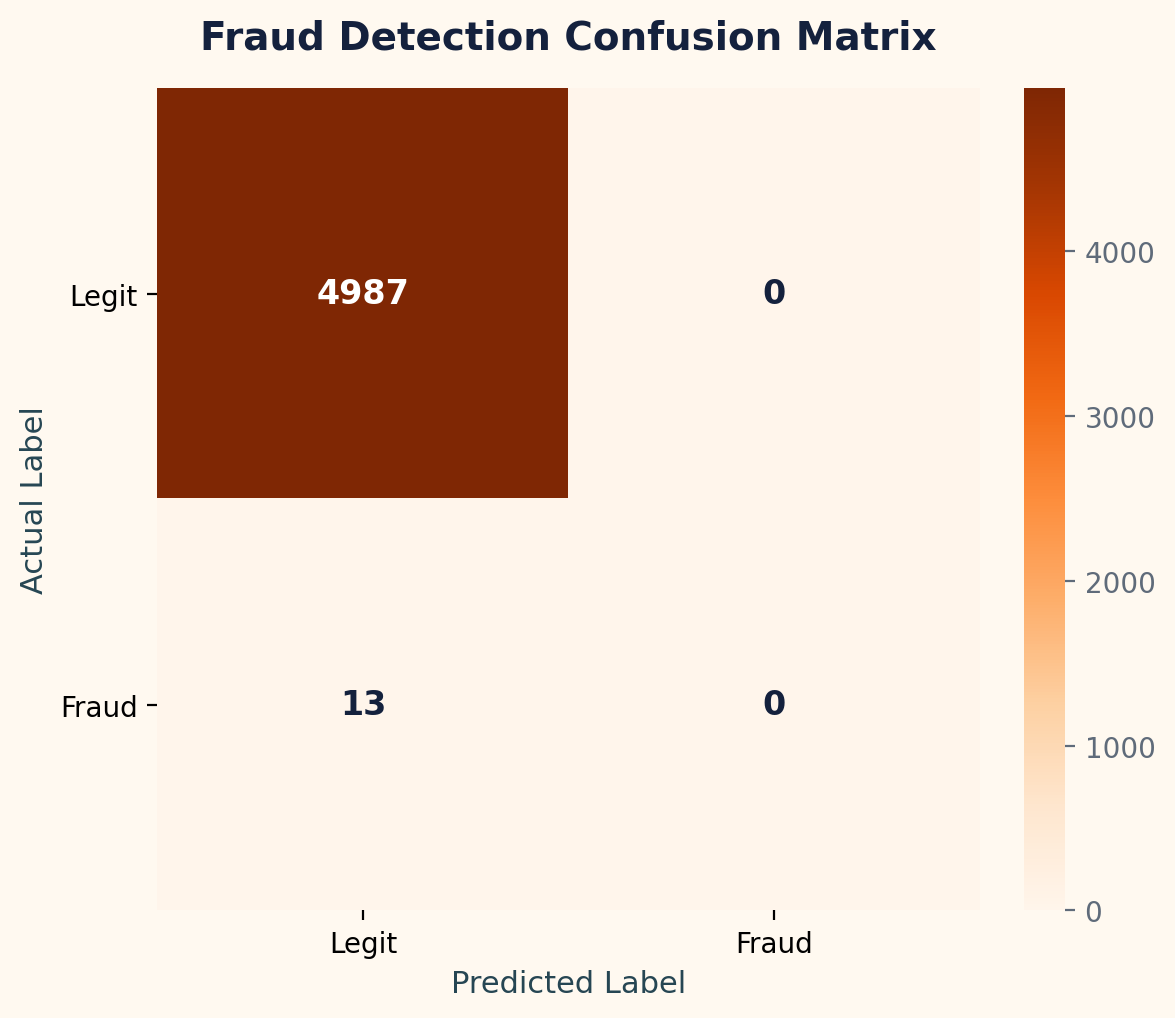 Fraud Detection Confusion Matrix
Actual Label
Legit
4987
0
Fraud
13
0
Legit
Fraud
Predicted Label
4000
3000
2000
1000
0